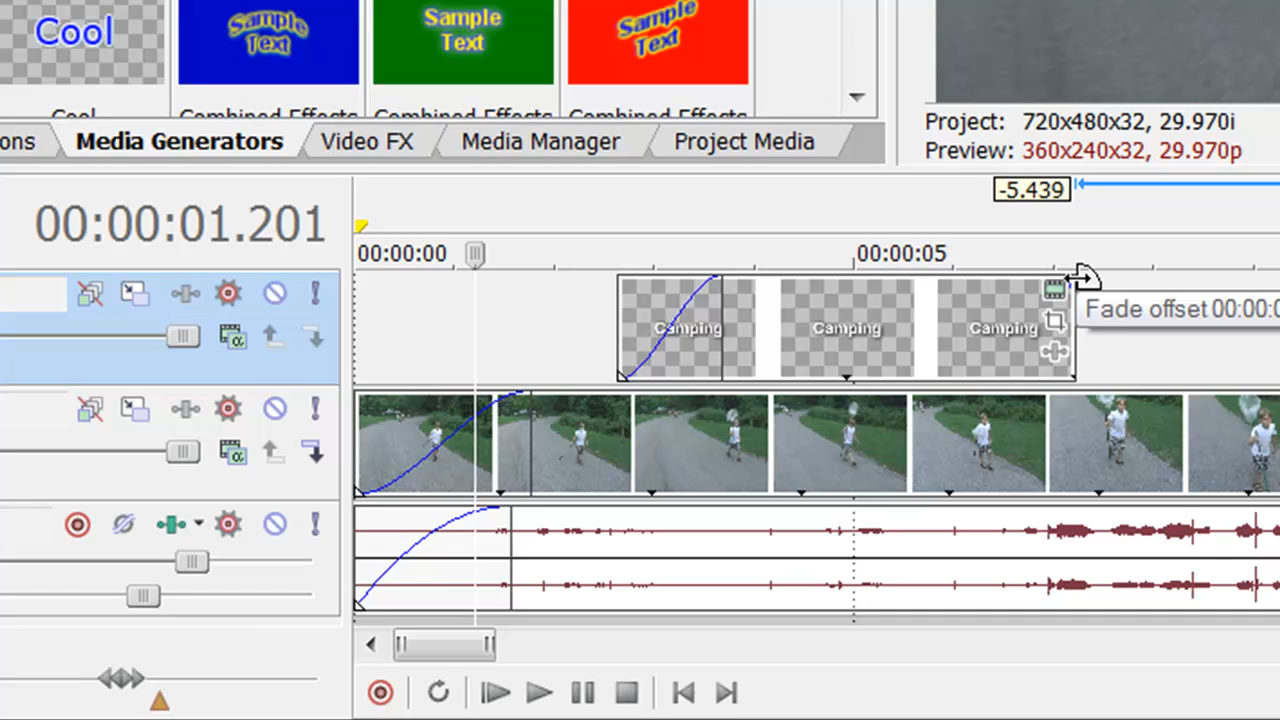 Cool
Sample
Text
Sample
Text
Sample
Text
Cool
Combined Effects
Combined Effects
Combined Effects
ons
Media Generators
Video FX
Media Manager
Project Media
Project: 720x480x32, 29.970i
Preview: 360x240x32, 29.970p
-5.439
00:00:01.201
00:00:00
00:00:05
Camping
Camping
Camping
Fade offset 00:00:0